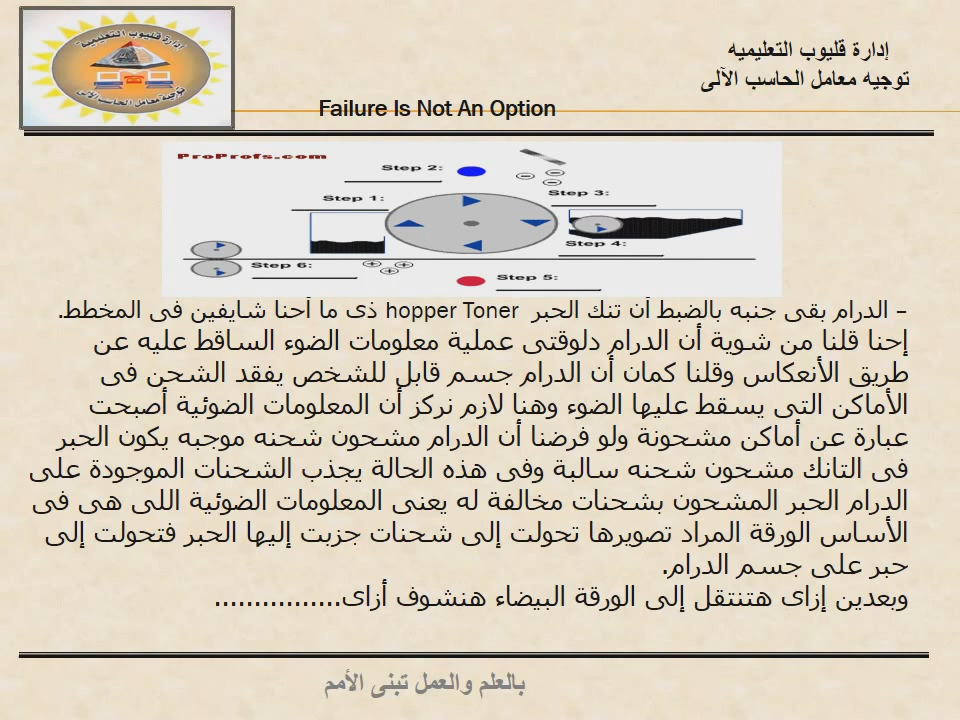 إدارة قليوب التعليمية
توجيه معامل الحاسب الآلى
إدارة قليوب التعليميه
توجيه معامل الحاسب الآلى
Failure Is Not An Option
ProProfs.com
Step 2:
Step 3:
Step 1:
Step 4:
Step 6:
Step 5:
– الدرام بقى جنبه بالضبط أن تنك الحبر hopper Toner ذى ما أحنا شايفين فى المخطط.
إحنا قلنا من شوية أن الدرام دلوقتى عملية معلومات الضوء الساقط عليه عن
طريق الأنعكاس وقلنا كمان أن الدرام جسم قابل للشخص يفقد الشحن فى
الأماكن التى يسقط عليها الضوء وهنا لازم نركز أن المعلومات الضوئية أصبحت
عبارة عن أماكن مشحونة ولو فرضنا أن الدرام مشحون شحنه موجبه يكون الحبر
فى التانك مشحون شحنه سالبة وفى هذه الحالة يجذب الشحنات الموجودة على
الدرام الحبر المشحون بشحنات مخالفة له يعنى المعلومات الضوئية اللى هى فى
الأساس الورقة المراد تصويرها تحولت إلى شحنات جزبت إليها الحبر فتحولت إلى
حبر على جسم الدرام.
وبعدين إزاى هتنتقل إلى الورقة البيضاء هنشوف أزاى................
بالعلم والعمل تبنى الأمم